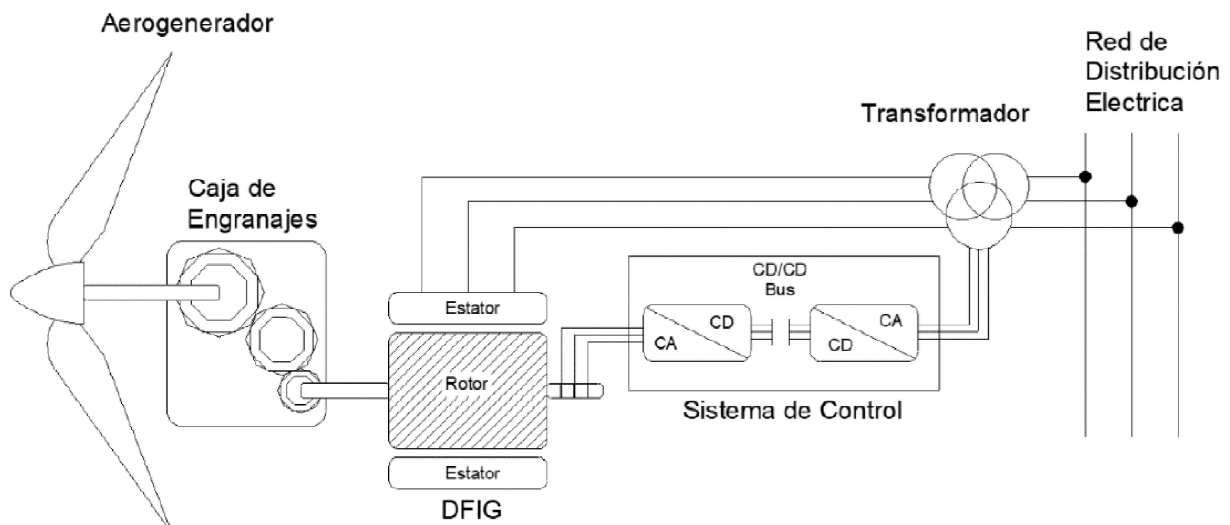 Aerogenerador
Red de
Distribución
Electrica
Transformador
Caja de
Engranajes
CD/CD
Bus
Estator
CD
CA
CA
CD
Rotor
Sistema de Control
Estator
DFIG